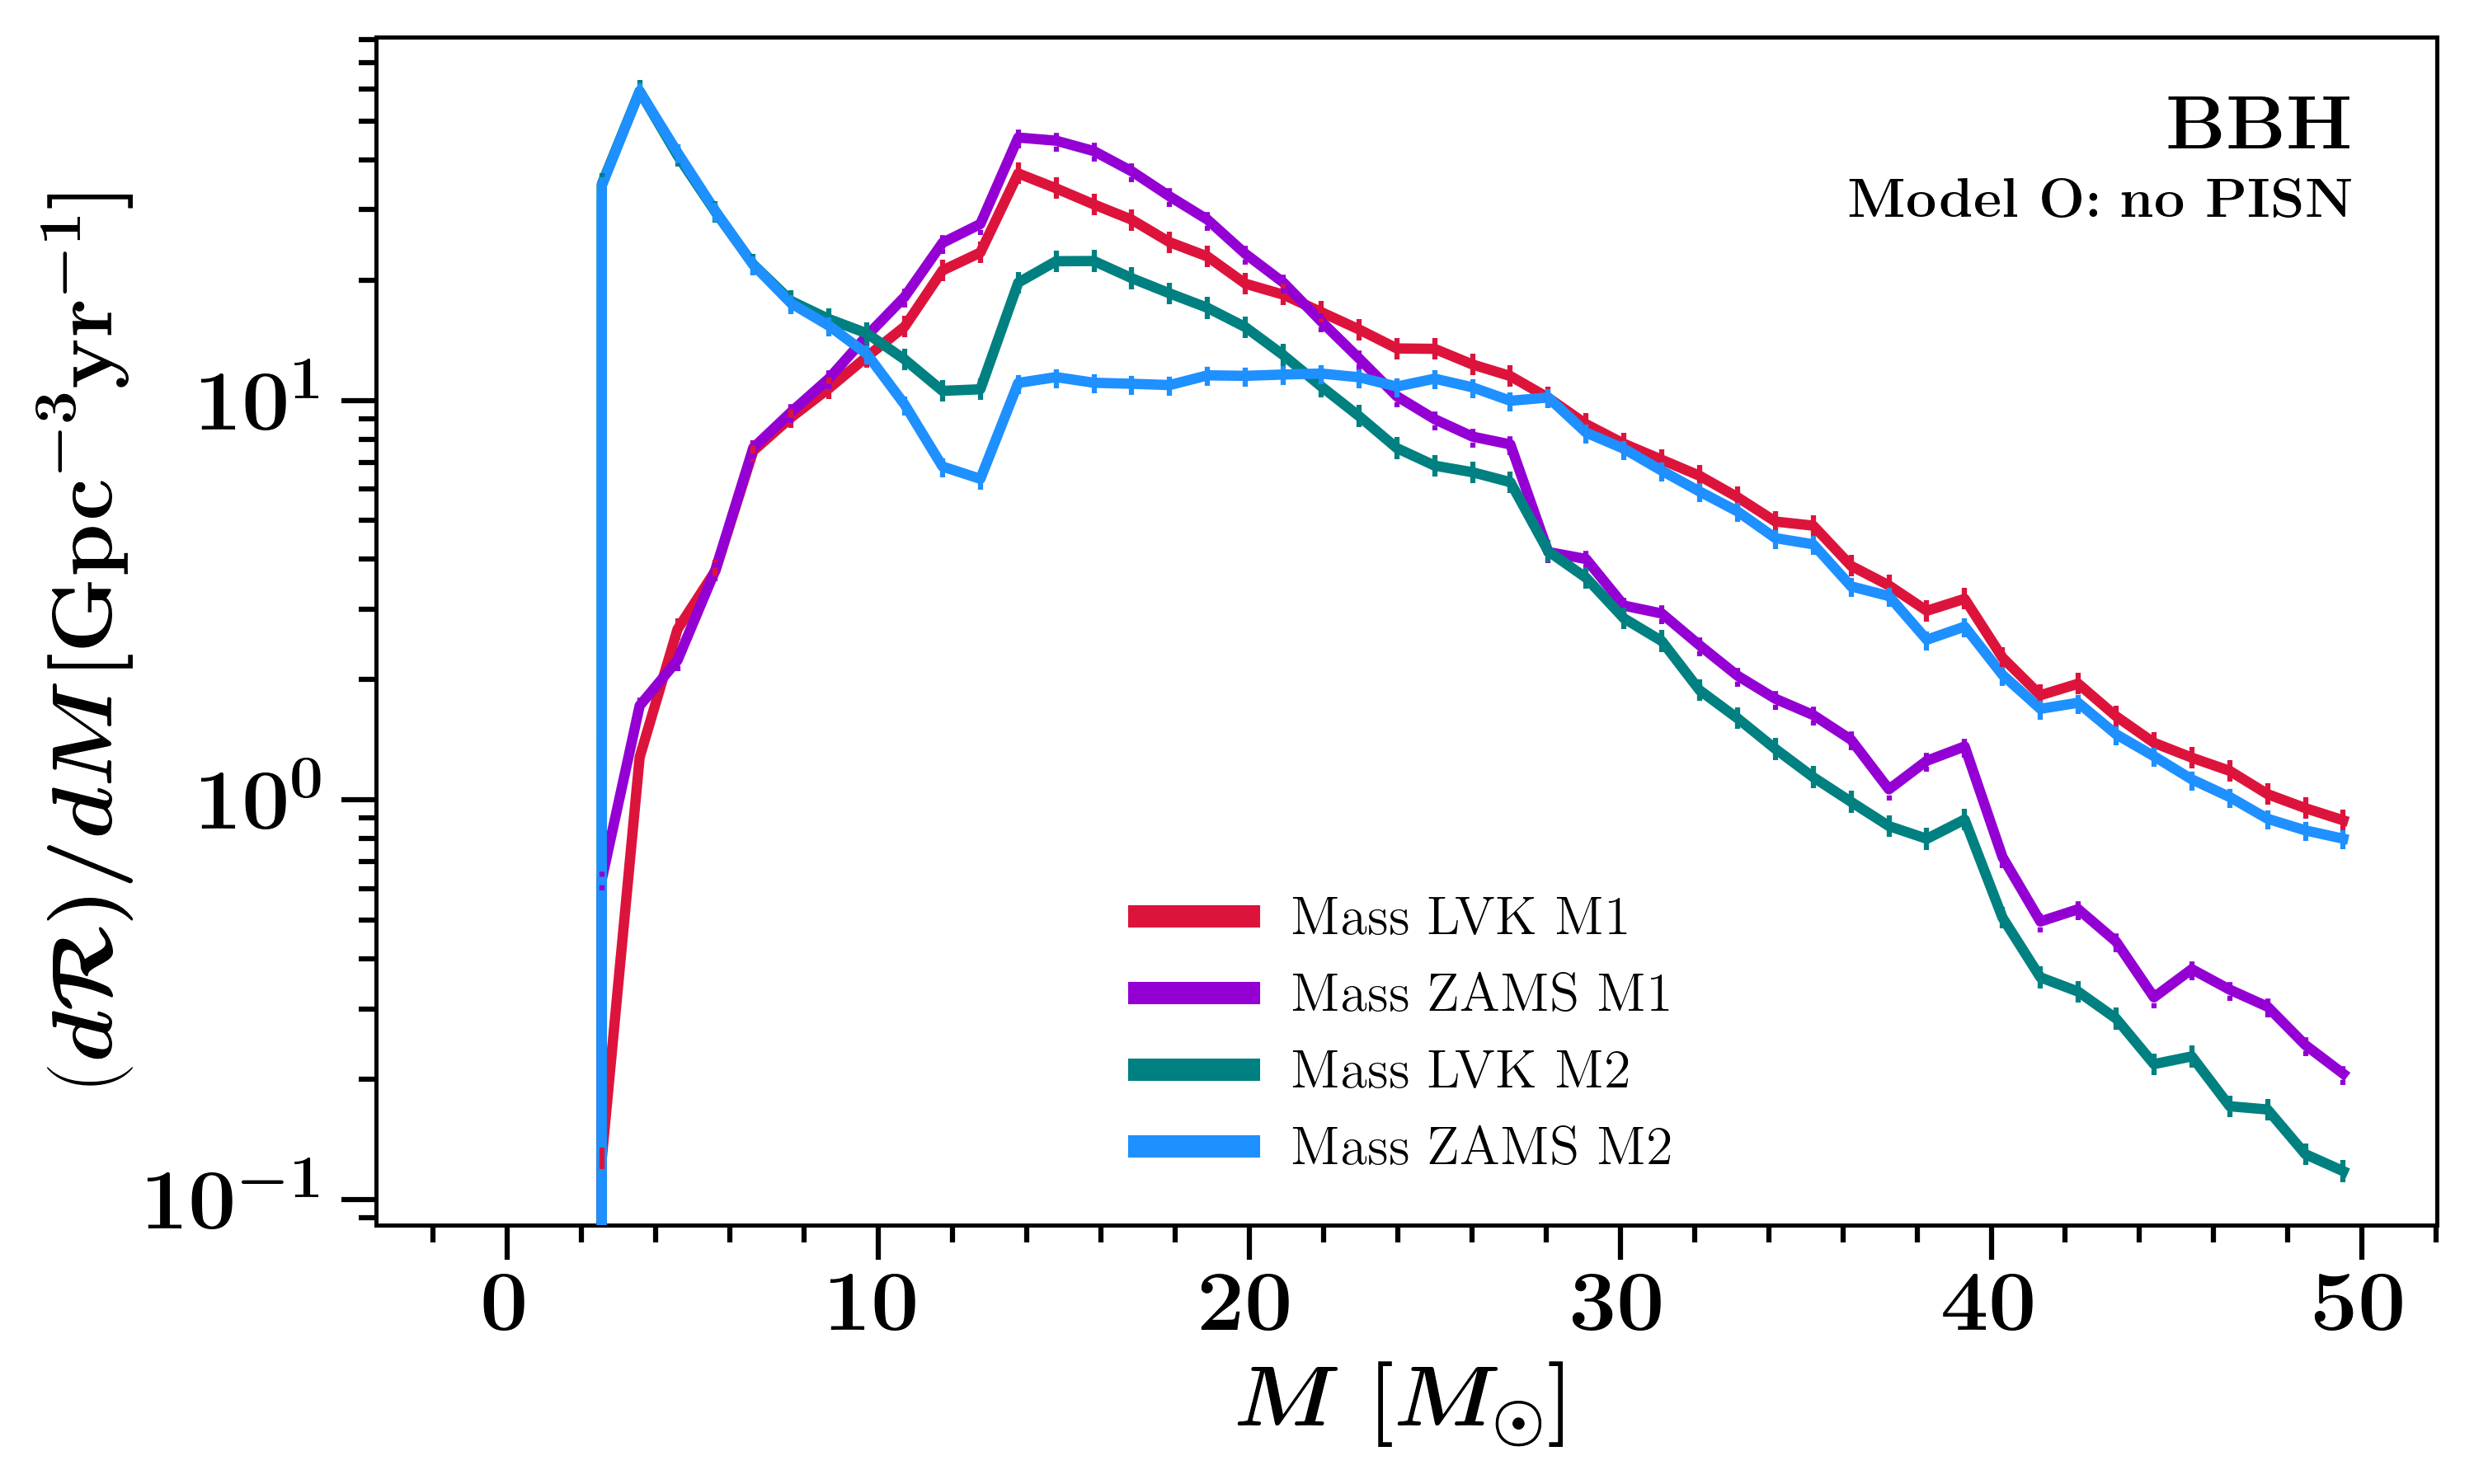 BBH
Model O: no PISN
(dℛ)/dM[Gpc⁻³yr⁻¹]
10¹
10⁰
10⁻¹
Mass LVK M1
Mass ZAMS M1
Mass LVK M2
Mass ZAMS M2
0 10 20 30 40 50
M [M⊙]